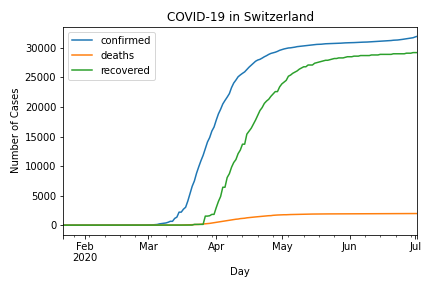 COVID-19 in Switzerland
confirmed
deaths
recovered
Number of Cases
30000
25000
20000
15000
10000
5000
0
Feb Mar Apr May Jun Jul
2020
Day